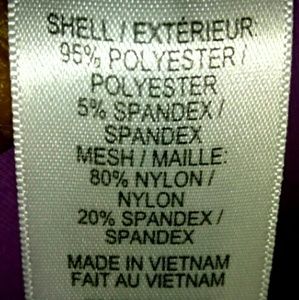 SHELL / EXTÉRIEUR:
95% POLYESTER /
POLYESTER
5% SPANDEX /
SPANDEX
MESH / MAILLE:
80% NYLON /
NYLON
20% SPANDEX /
SPANDEX
MADE IN VIETNAM
FAIT AU VIETNAM